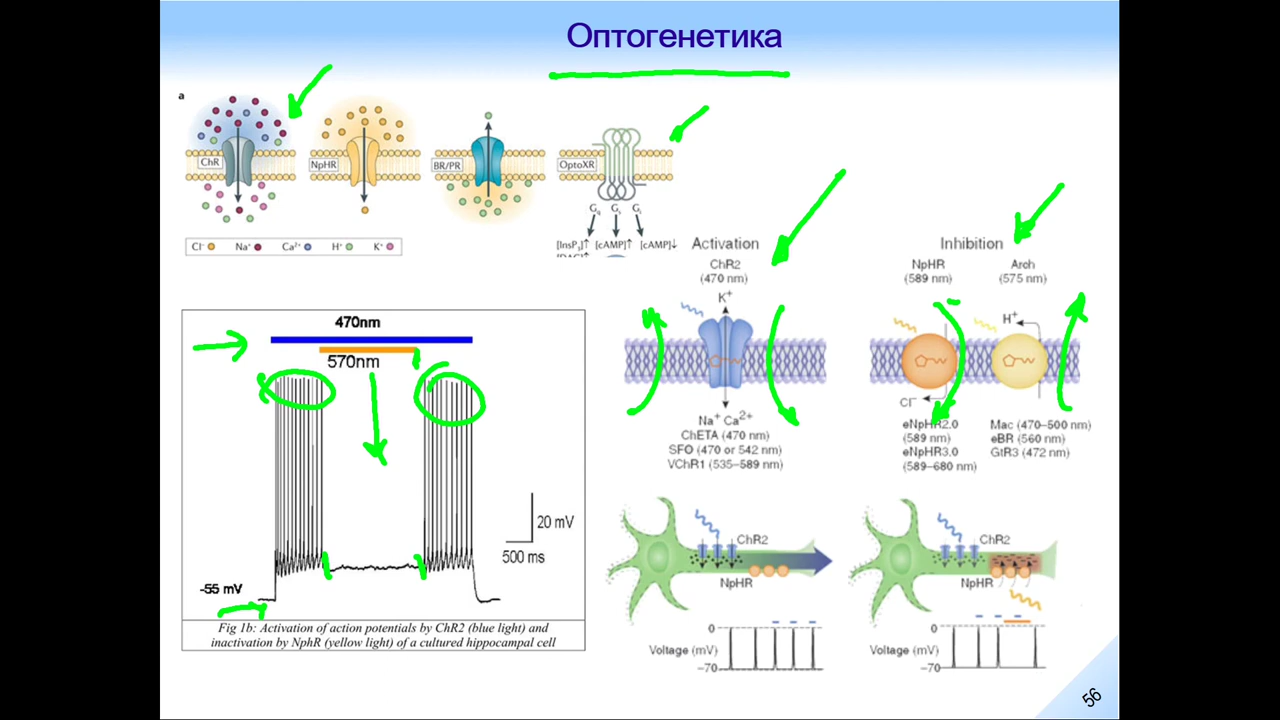 Оптогенетика
a
ChR
NpHR
BR/PR
OptoXR
Gq Gs Gi
[InsP3]↑ [cAMP]↑ [cAMP]↓
Cl⁻ Na⁺ Ca²⁺ H⁺ K⁺
470nm
570nm
20 mV
500 ms
-55 mV
Fig 1b: Activation of action potentials by ChR2 (blue light) and
inactivation by NphR (yellow light) of a cultured hippocampal cell
Activation
ChR2
(470 nm)
K⁺
Na⁺ Ca²⁺
ChETA (470 nm)
SFO (470 or 542 nm)
VChR1 (535–589 nm)
Inhibition
NpHR
(589 nm)
Arch
(575 nm)
H⁺
Cl⁻
eNpHR2.0
(589 nm)
eNpHR3.0
(589–680 nm)
Mac (470–500 nm)
eBR (560 nm)
GtR3 (472 nm)
ChR2
NpHR
0
Voltage (mV)
–70
ChR2
NpHR
0
Voltage (mV)
–70
56